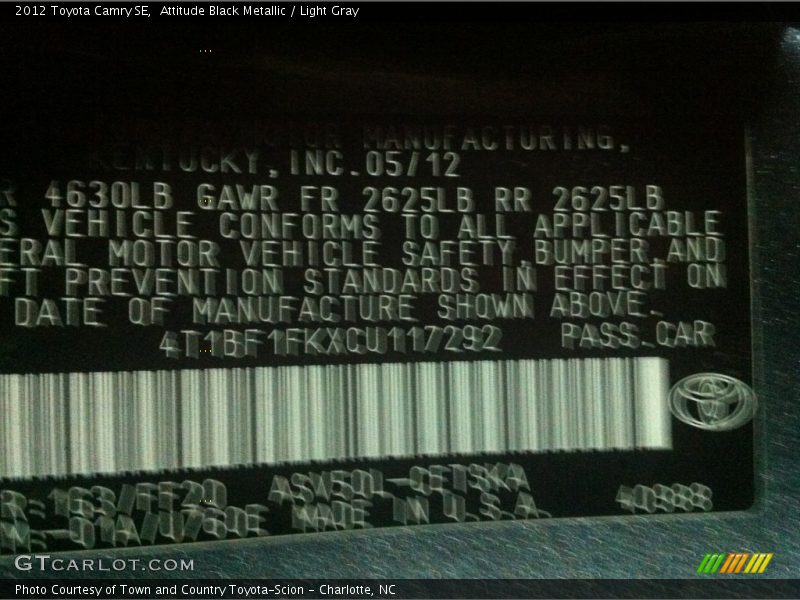 2012 Toyota Camry SE, Attitude Black Metallic / Light Gray
MOTOR MANUFACTURING,
KENTUCKY, INC. 05/12
R 4630LB GAWR FR 2625LB RR 2625LB
S VEHICLE CONFORMS TO ALL APPLICABLE
ERAL MOTOR VEHICLE SAFETY, BUMPER, AND
FT PREVENTION STANDARDS IN EFFECT ON
DATE OF MANUFACTURE SHOWN ABOVE.
4T1BF1FKXCU117292 PASS.CAR
MADE IN U.S.A.
GTCARLOT.COM
Photo Courtesy of Town and Country Toyota-Scion - Charlotte, NC